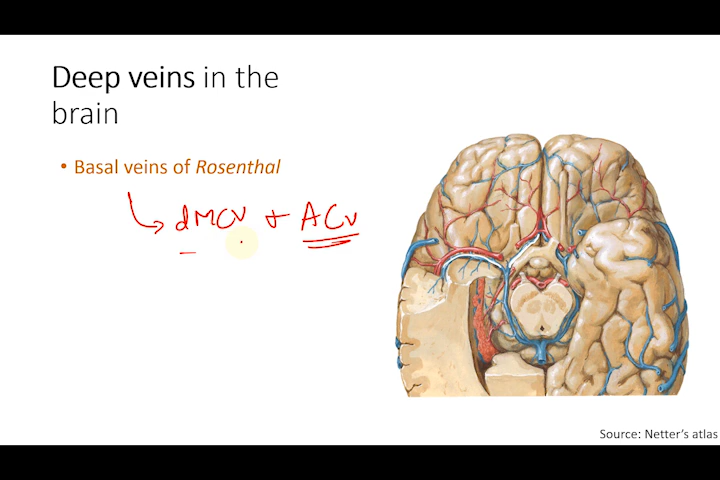 Deep veins in the
brain
• Basal veins of Rosenthal
dMCV + ACV
Source: Netter's atlas